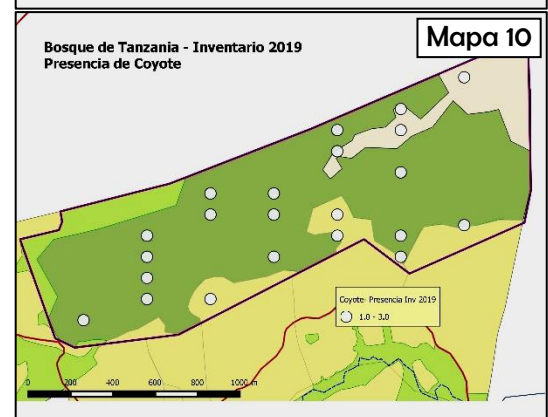 Mapa 10
Bosque de Tanzania - Inventario 2019
Presencia de Coyote
Coyote- Presencia Inv 2019
1.0 - 3.0
0 200 400 600 800 1000 m